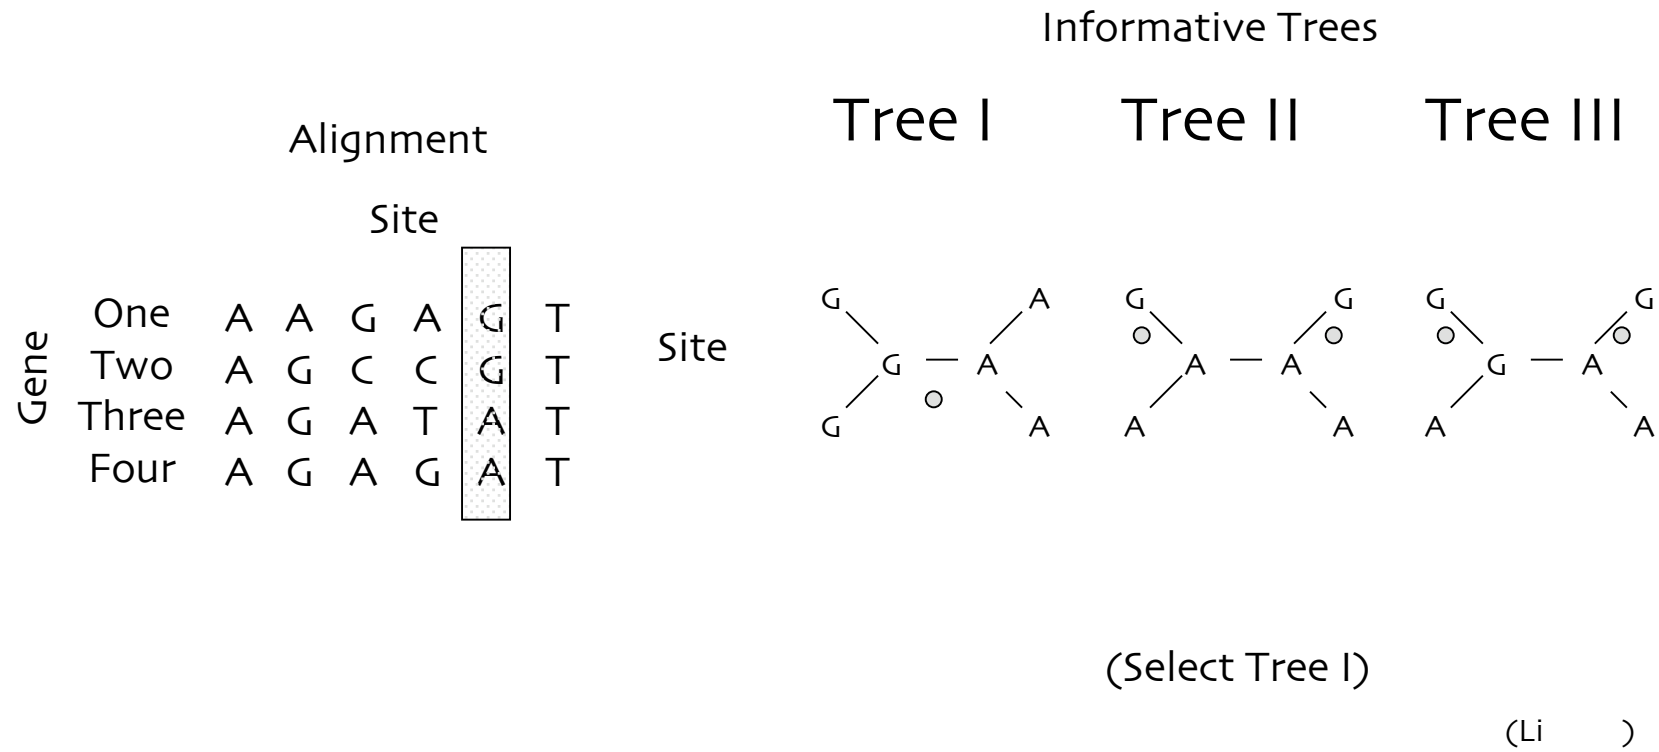 Informative Trees
Tree I Tree II Tree III
Alignment
Site
Gene
One A A G A G T
Two A G C C G T
Three A G A T A T
Four A G A G A T
Site
G A G G G G
G A A A G A
G A A A A A
(Select Tree I)
(Li )